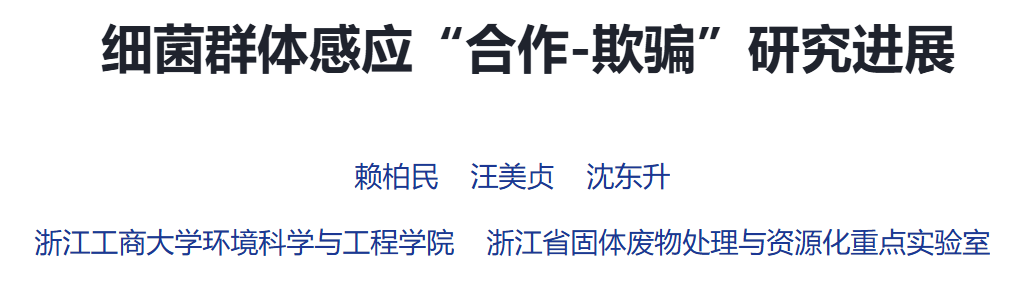 细菌群体感应“合作-欺骗”研究进展
赖柏民 汪美贞 沈东升
浙江工商大学环境科学与工程学院 浙江省固体废物处理与资源化重点实验室